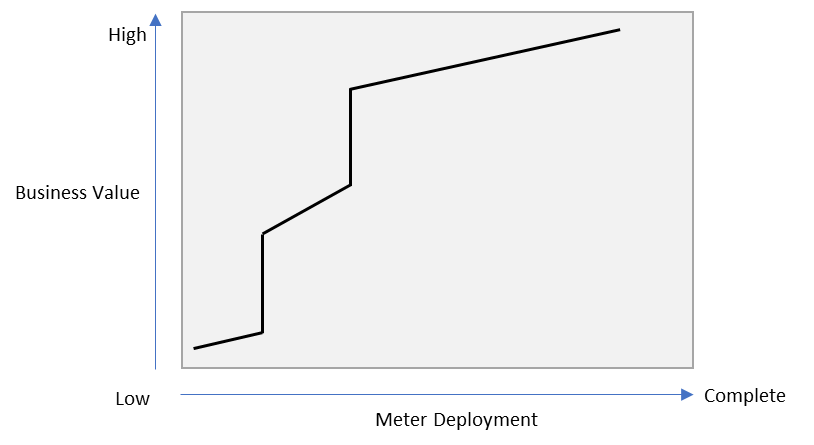 High
Business Value
Low
Complete
Meter Deployment